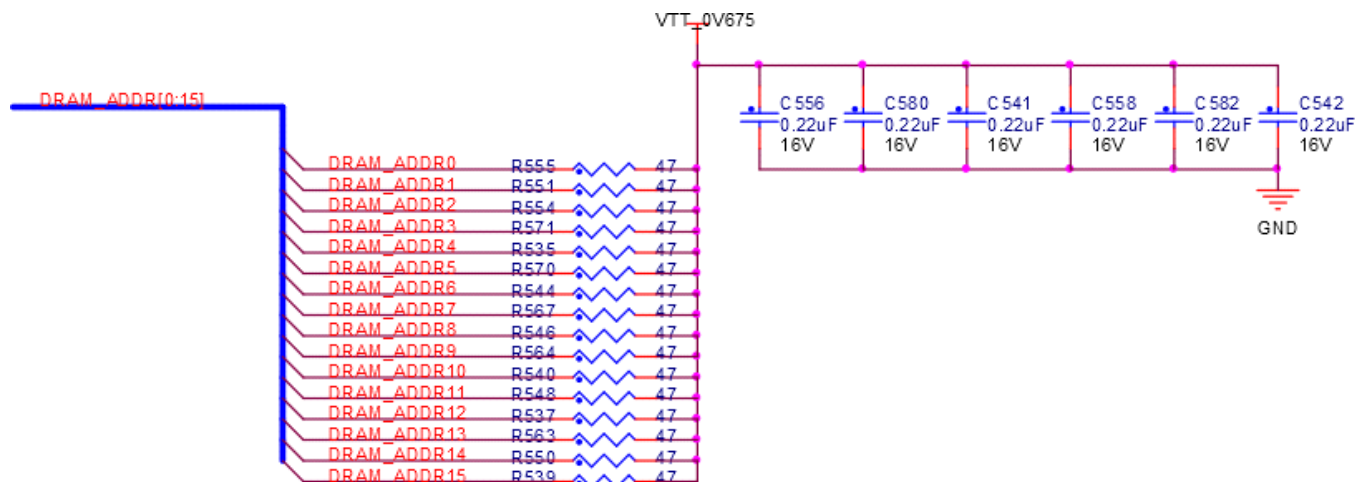 VTT_0V675
DRAM_ADDR[0:15]
C556 C580 C541 C558 C582 C542
0.22uF 0.22uF 0.22uF 0.22uF 0.22uF 0.22uF
16V 16V 16V 16V 16V 16V
DRAM_ADDR0 R555 47
DRAM_ADDR1 R551 47
DRAM_ADDR2 R554 47
DRAM_ADDR3 R571 47
DRAM_ADDR4 R535 47
DRAM_ADDR5 R570 47
DRAM_ADDR6 R544 47
DRAM_ADDR7 R567 47
DRAM_ADDR8 R546 47
DRAM_ADDR9 R564 47
DRAM_ADDR10 R540 47
DRAM_ADDR11 R548 47
DRAM_ADDR12 R537 47
DRAM_ADDR13 R563 47
DRAM_ADDR14 R550 47
DRAM_ADDR15 R539 47
GND